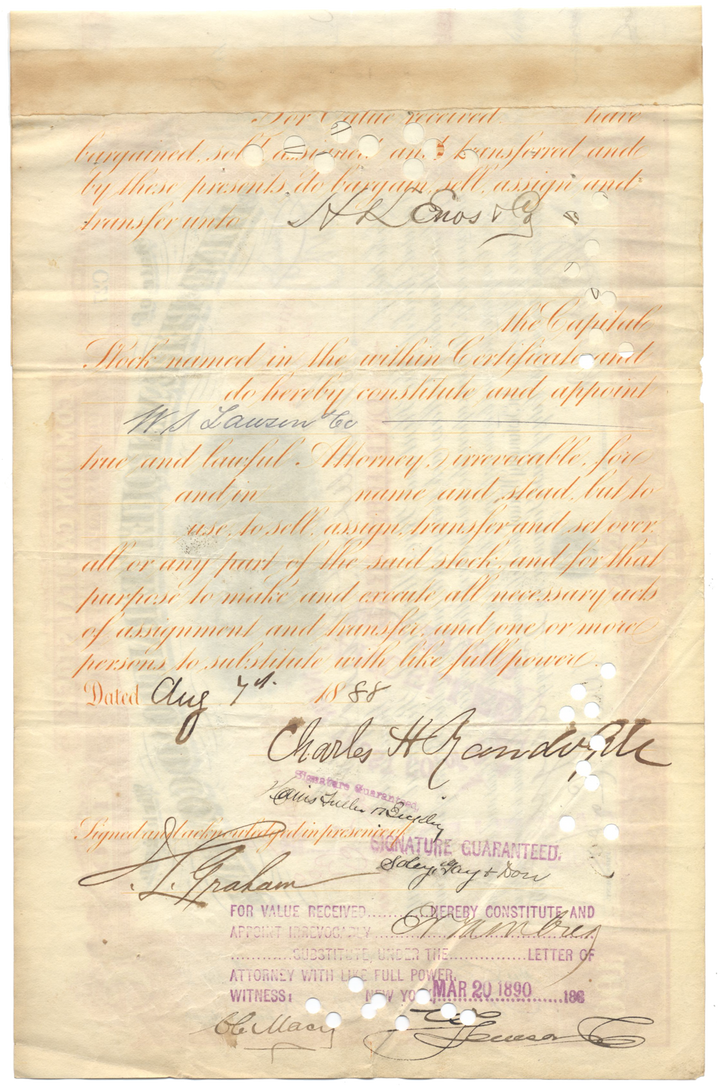 For Value received have
bargained, sold, assigned and transferred and
by these presents do bargain, sell, assign and
transfer unto H L Enos & Co
the Capital
Stock named in the within Certificate and
do hereby constitute and appoint
W S Lawson & Co
true and lawful Attorney, irrevocable, for
and in name and stead, but to
use, to sell, assign, transfer and set over,
all or any part of the said stock, and for that
purpose to make and execute all necessary acts
of assignment and transfer, and one or more
persons to substitute with like full power.
Dated Aug 7th 1888
Charles H
Signature Guaranteed.
Signed and acknowledged in presence of
SIGNATURE GUARANTEED.
J. L. Graham
FOR VALUE RECEIVED........HEREBY CONSTITUTE AND
APPOINT IRREVOCABLY
SUBSTITUTE UNDER THE...............LETTER OF
ATTORNEY WITH LIKE FULL POWER.
WITNESS: NEW YORK MAR 20 1890 188
Macy Lawson & Co